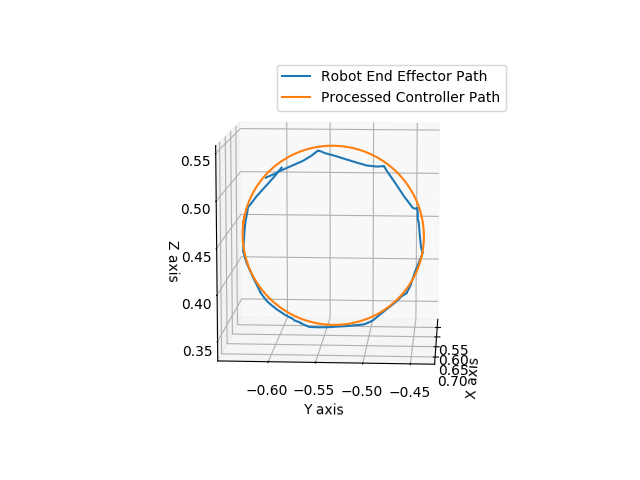 Robot End Effector Path
Processed Controller Path
0.55
0.50
0.45
0.40
0.35
Z axis
−0.60
−0.55
−0.50
−0.45
Y axis
0.55
0.60
0.65
0.70
X axis